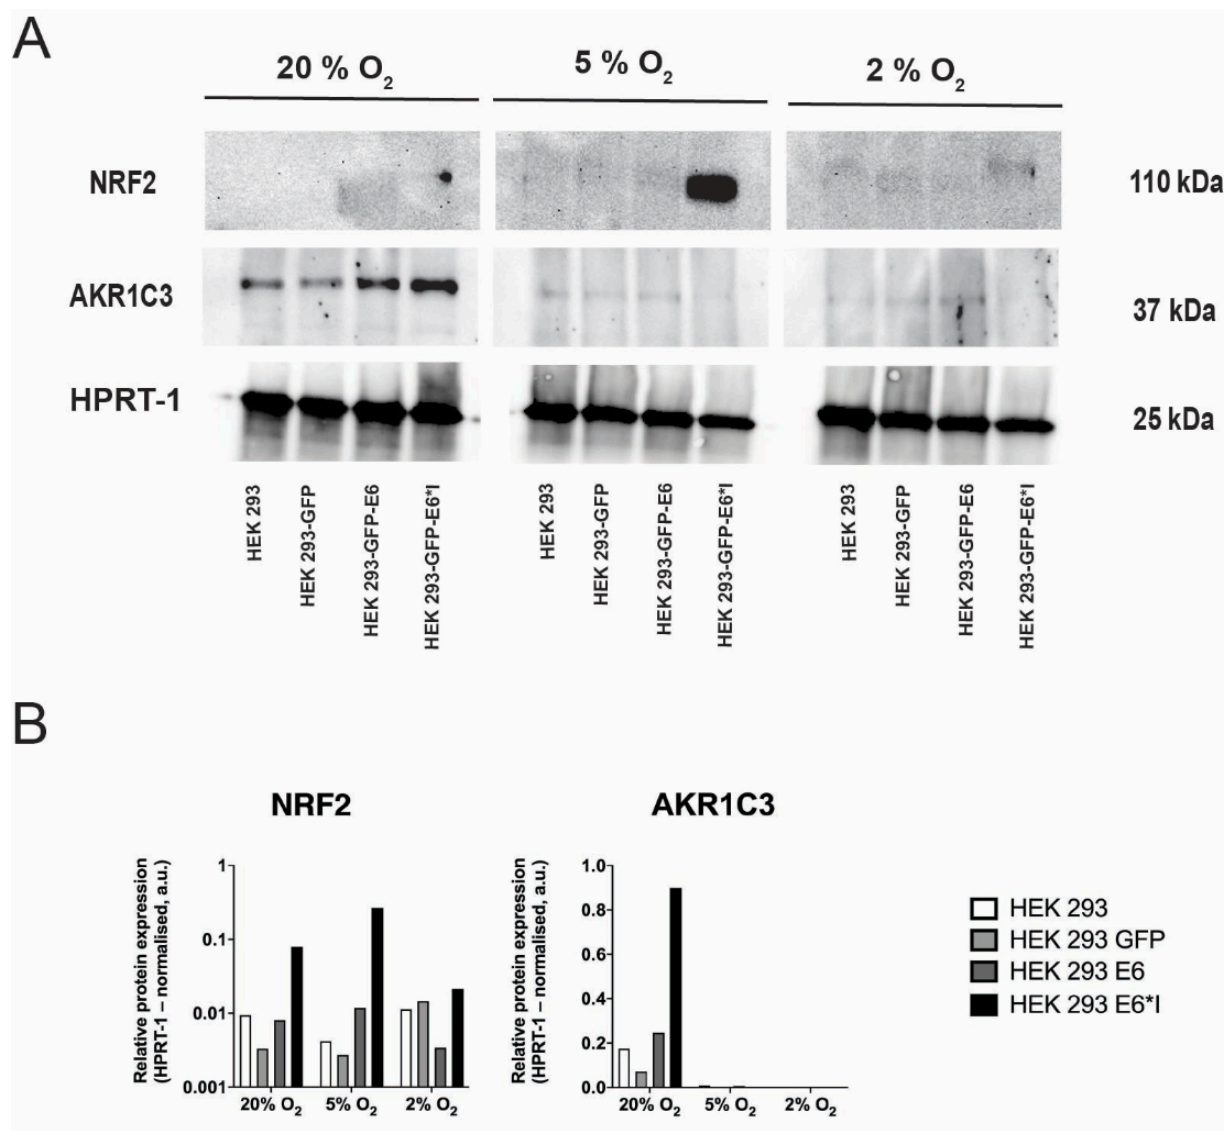 A
20 % O2
5 % O2
2 % O2
NRF2
110 kDa
AKR1C3
37 kDa
HPRT-1
25 kDa
HEK 293
HEK 293-GFP
HEK 293-GFP-E6
HEK 293-GFP-E6*I
HEK 293
HEK 293-GFP
HEK 293-GFP-E6
HEK 293-GFP-E6*I
HEK 293
HEK 293-GFP
HEK 293-GFP-E6
HEK 293-GFP-E6*I
B
NRF2
Relative protein expression
(HPRT-1 – normalised, a.u.)
1
0.1
0.01
0.001
20% O2
5% O2
2% O2
AKR1C3
Relative protein expression
(HPRT-1 – normalised, a.u.)
1.0
0.8
0.6
0.4
0.2
0.0
20% O2
5% O2
2% O2
HEK 293
HEK 293 GFP
HEK 293 E6
HEK 293 E6*I